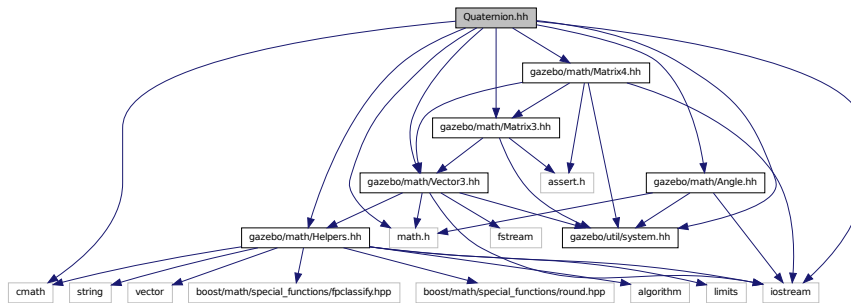 Quaternion.hh
gazebo/math/Matrix4.hh
gazebo/math/Matrix3.hh
gazebo/math/Vector3.hh
assert.h
gazebo/math/Angle.hh
gazebo/math/Helpers.hh
math.h
fstream
gazebo/util/system.hh
cmath
string
vector
boost/math/special_functions/fpclassify.hpp
boost/math/special_functions/round.hpp
algorithm
limits
iostream